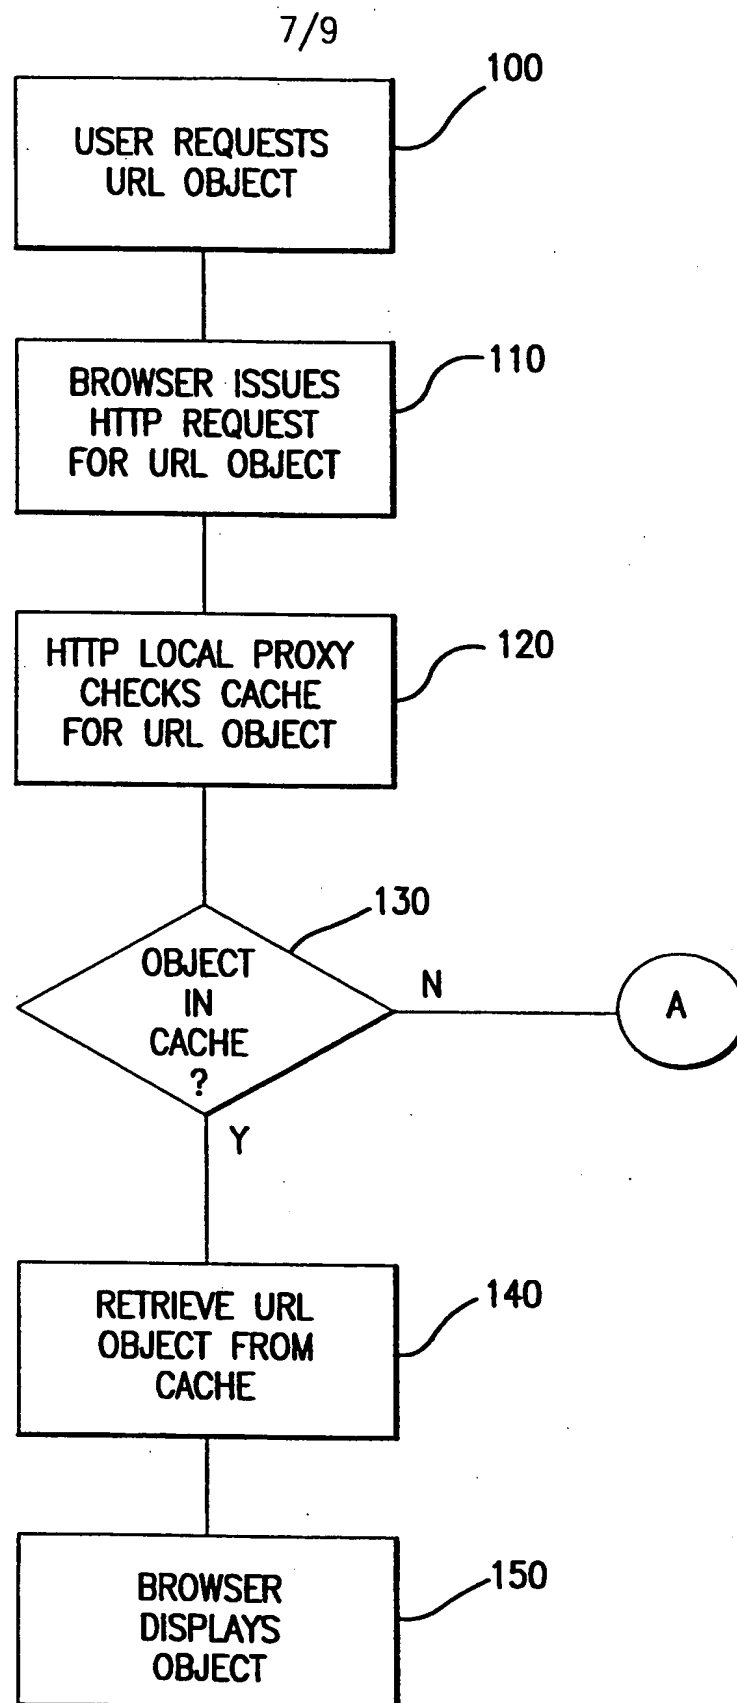 7/9
100
USER REQUESTS
URL OBJECT
110
BROWSER ISSUES
HTTP REQUEST
FOR URL OBJECT
120
HTTP LOCAL PROXY
CHECKS CACHE
FOR URL OBJECT
130
OBJECT
IN
CACHE
?
N
A
Y
140
RETRIEVE URL
OBJECT FROM
CACHE
150
BROWSER
DISPLAYS
OBJECT